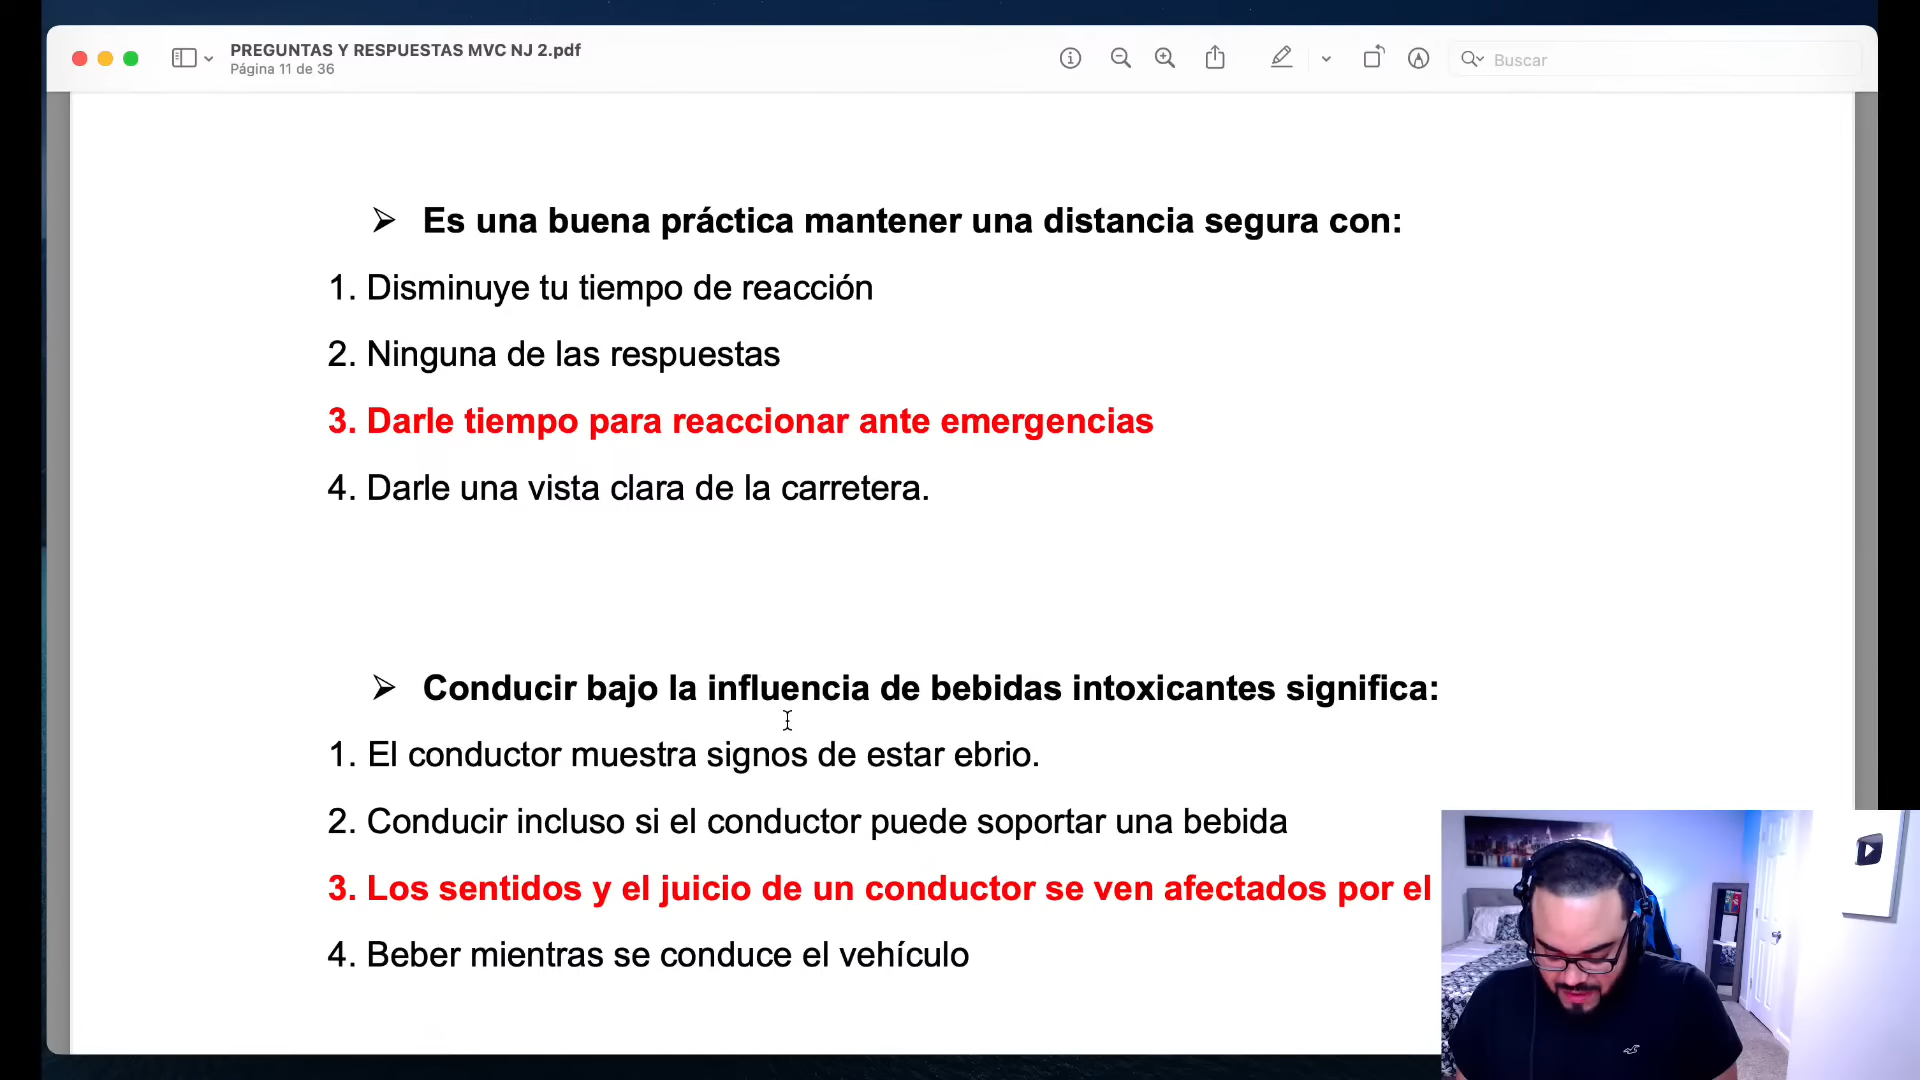 PREGUNTAS Y RESPUESTAS MVC NJ 2.pdf
Página 11 de 36
Buscar
➢ Es una buena práctica mantener una distancia segura con:
1. Disminuye tu tiempo de reacción
2. Ninguna de las respuestas
3. Darle tiempo para reaccionar ante emergencias
4. Darle una vista clara de la carretera.
➢ Conducir bajo la influencia de bebidas intoxicantes significa:
1. El conductor muestra signos de estar ebrio.
2. Conducir incluso si el conductor puede soportar una bebida
3. Los sentidos y el juicio de un conductor se ven afectados por el
4. Beber mientras se conduce el vehículo